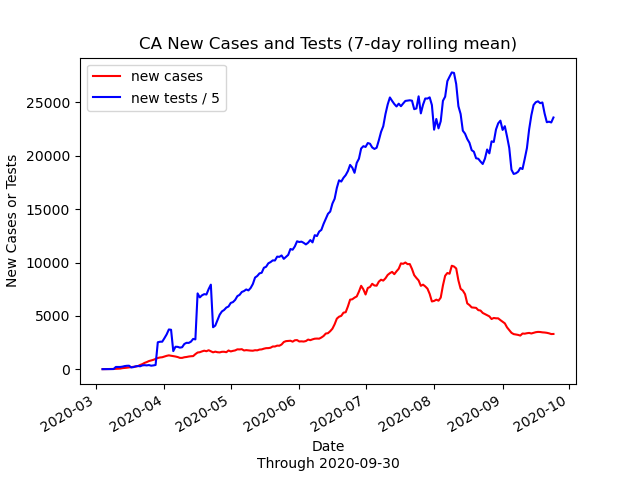 CA New Cases and Tests (7-day rolling mean)
new cases
new tests / 5
New Cases or Tests
25000
20000
15000
10000
5000
0
2020-03
2020-04
2020-05
2020-06
2020-07
2020-08
2020-09
2020-10
Date
Through 2020-09-30